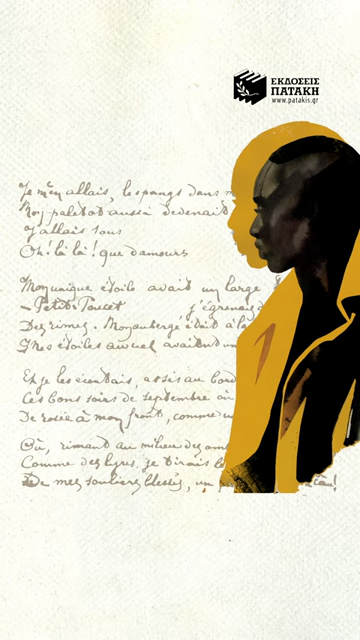 ΕΚΔΟΣΕΙΣ
ΠΑΤΑΚΗ
www.patakis.gr
Je m'en allais, les poings dans
Mon paletot aussi devenait
J'allais sous
Oh! là là! que d'amours
Mon unique étoile avait un large
- Petit-Poucet j'égrenais
Des rimes. Mon auberge était à la
Mes étoiles au ciel avaient un
Et je les écoutais, assis au bord
Ces bons soirs de septembre où
De rosée à mon front, comme
Où, rimant au milieu des
Comme des lyres, je tirais
De mes souliers blessés, un